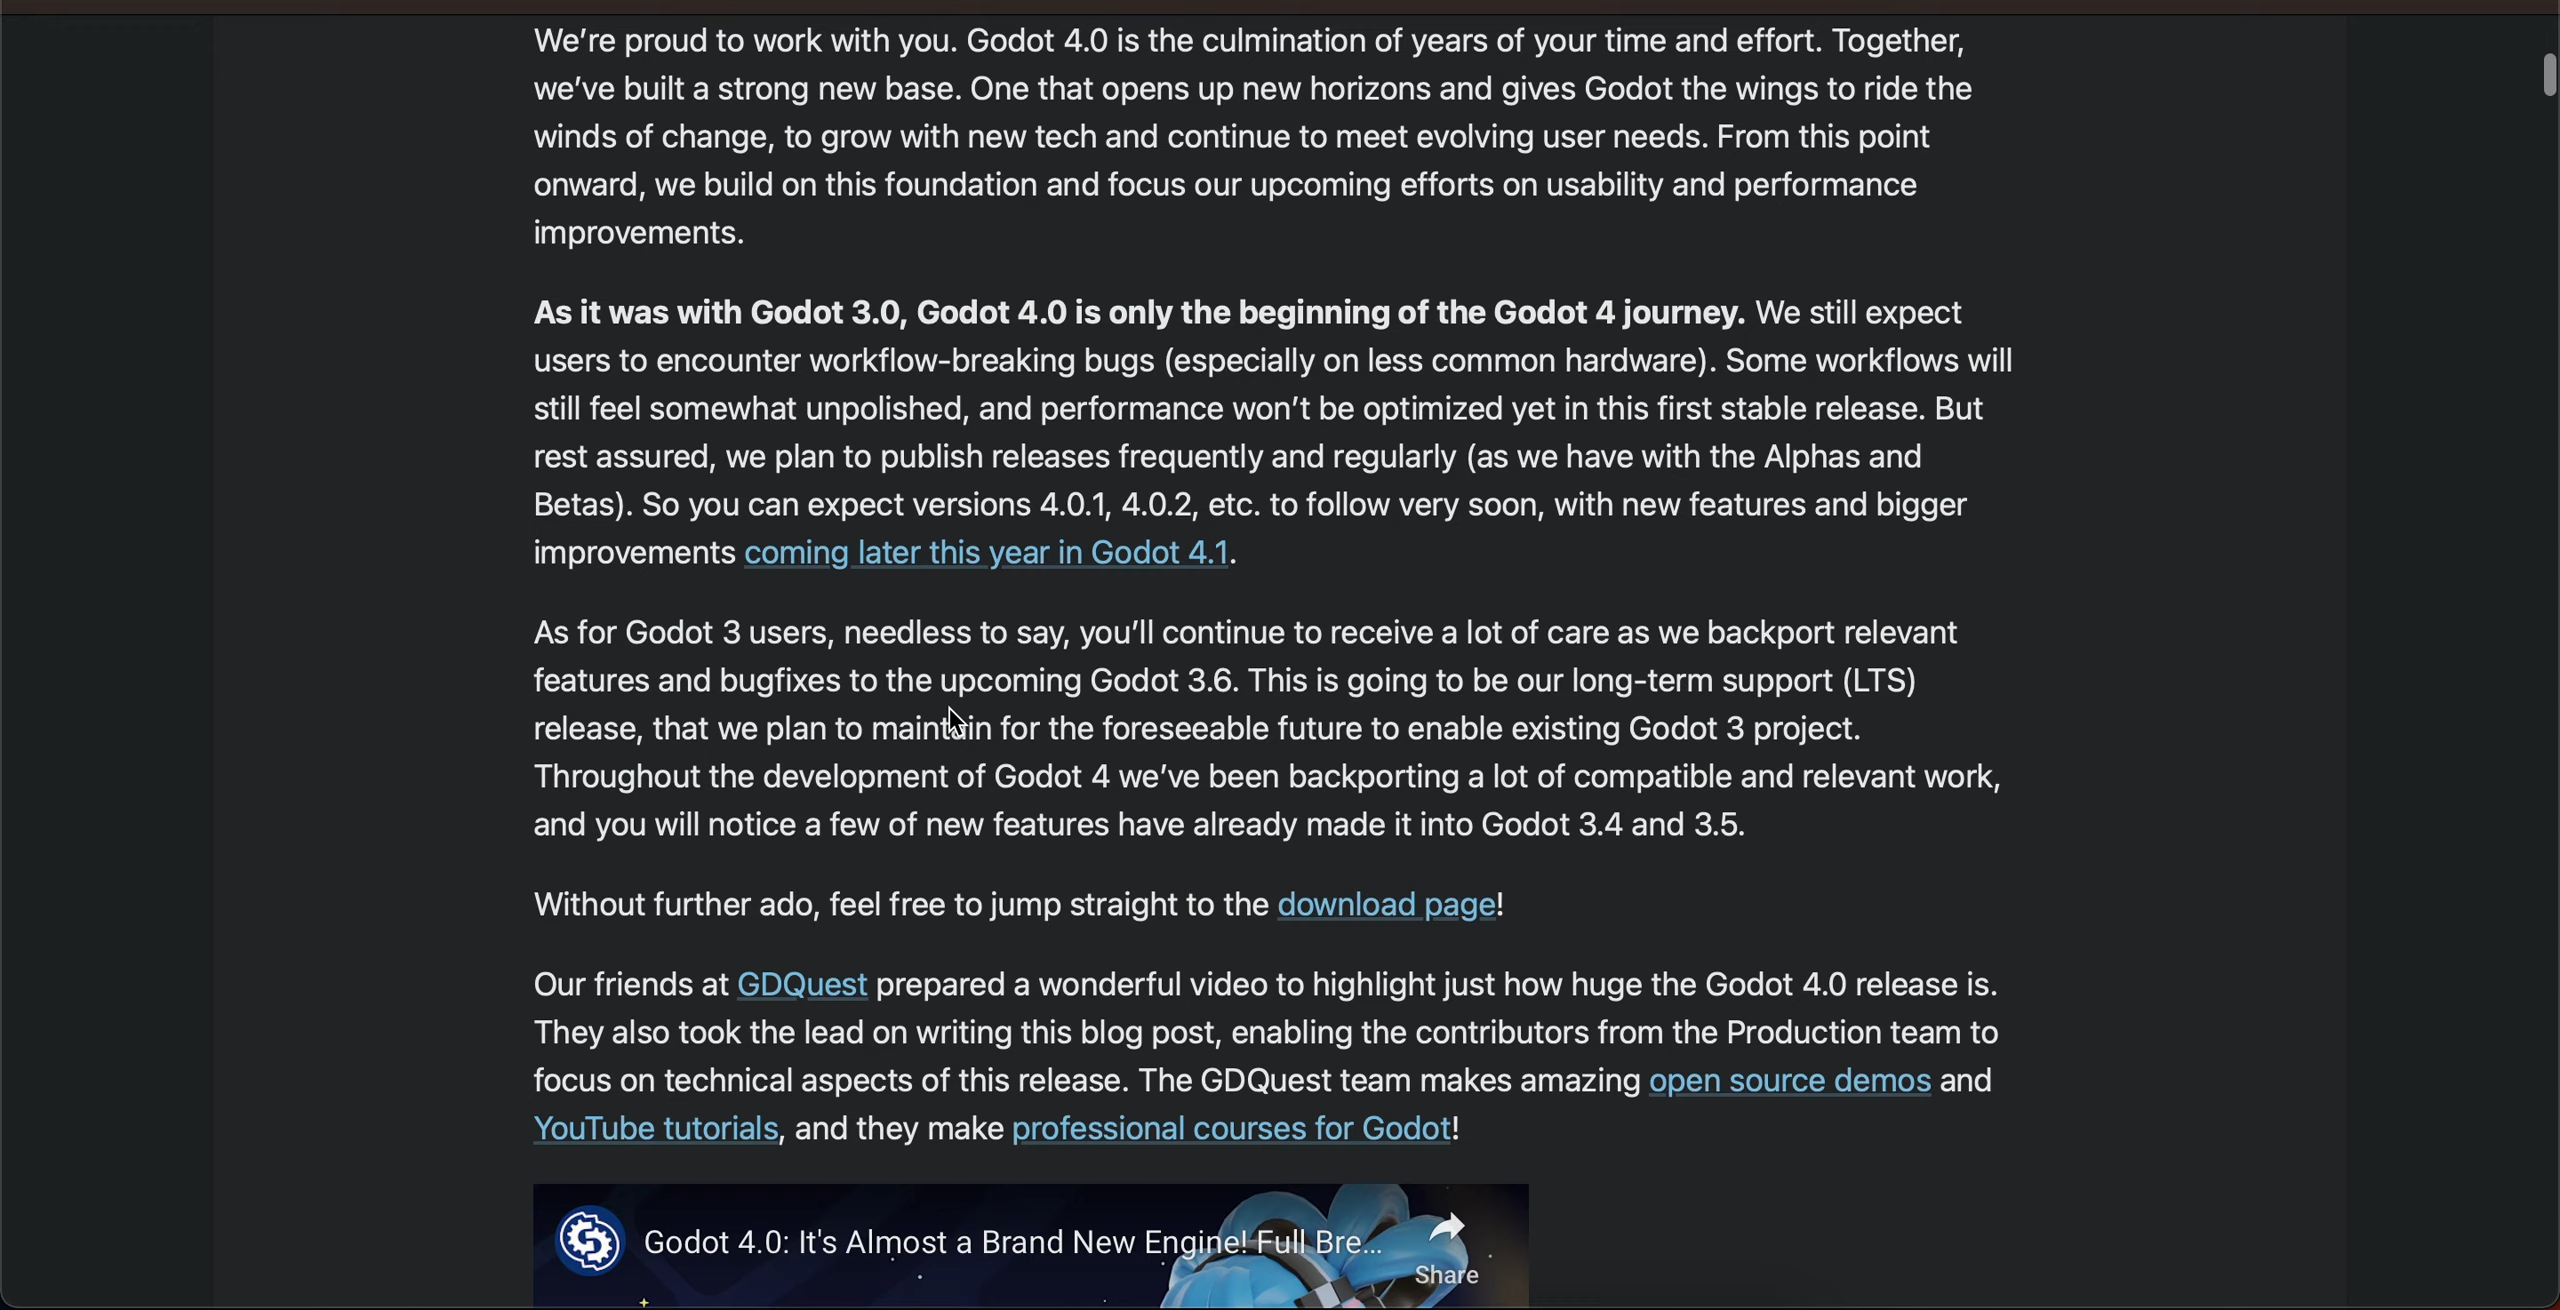 We’re proud to work with you. Godot 4.0 is the culmination of years of your time and effort. Together,
we’ve built a strong new base. One that opens up new horizons and gives Godot the wings to ride the
winds of change, to grow with new tech and continue to meet evolving user needs. From this point
onward, we build on this foundation and focus our upcoming efforts on usability and performance
improvements.
As it was with Godot 3.0, Godot 4.0 is only the beginning of the Godot 4 journey. We still expect
users to encounter workflow-breaking bugs (especially on less common hardware). Some workflows will
still feel somewhat unpolished, and performance won’t be optimized yet in this first stable release. But
rest assured, we plan to publish releases frequently and regularly (as we have with the Alphas and
Betas). So you can expect versions 4.0.1, 4.0.2, etc. to follow very soon, with new features and bigger
improvements coming later this year in Godot 4.1.
As for Godot 3 users, needless to say, you’ll continue to receive a lot of care as we backport relevant
features and bugfixes to the upcoming Godot 3.6. This is going to be our long-term support (LTS)
release, that we plan to maintain for the foreseeable future to enable existing Godot 3 project.
Throughout the development of Godot 4 we’ve been backporting a lot of compatible and relevant work,
and you will notice a few of new features have already made it into Godot 3.4 and 3.5.
Without further ado, feel free to jump straight to the download page!
Our friends at GDQuest prepared a wonderful video to highlight just how huge the Godot 4.0 release is.
They also took the lead on writing this blog post, enabling the contributors from the Production team to
focus on technical aspects of this release. The GDQuest team makes amazing open source demos and
YouTube tutorials, and they make professional courses for Godot!
Godot 4.0: It's Almost a Brand New Engine! Full Bre...
Share